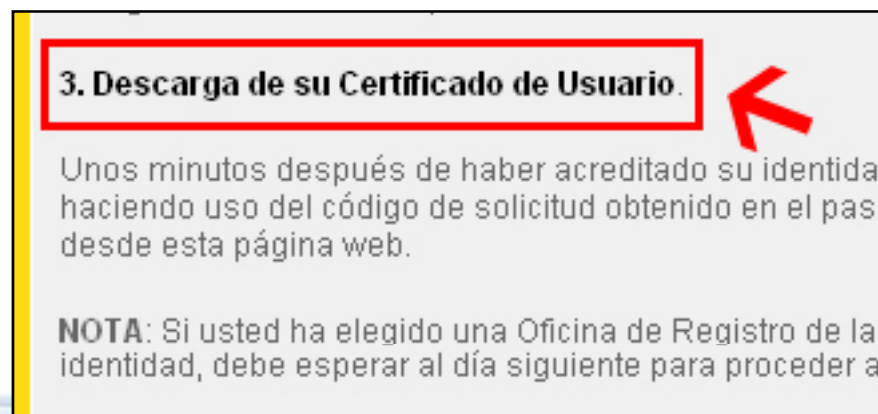 3. Descarga de su Certificado de Usuario.
Unos minutos después de haber acreditado su identida
haciendo uso del código de solicitud obtenido en el pas
desde esta página web.
NOTA: Si usted ha elegido una Oficina de Registro de la
identidad, debe esperar al día siguiente para proceder a